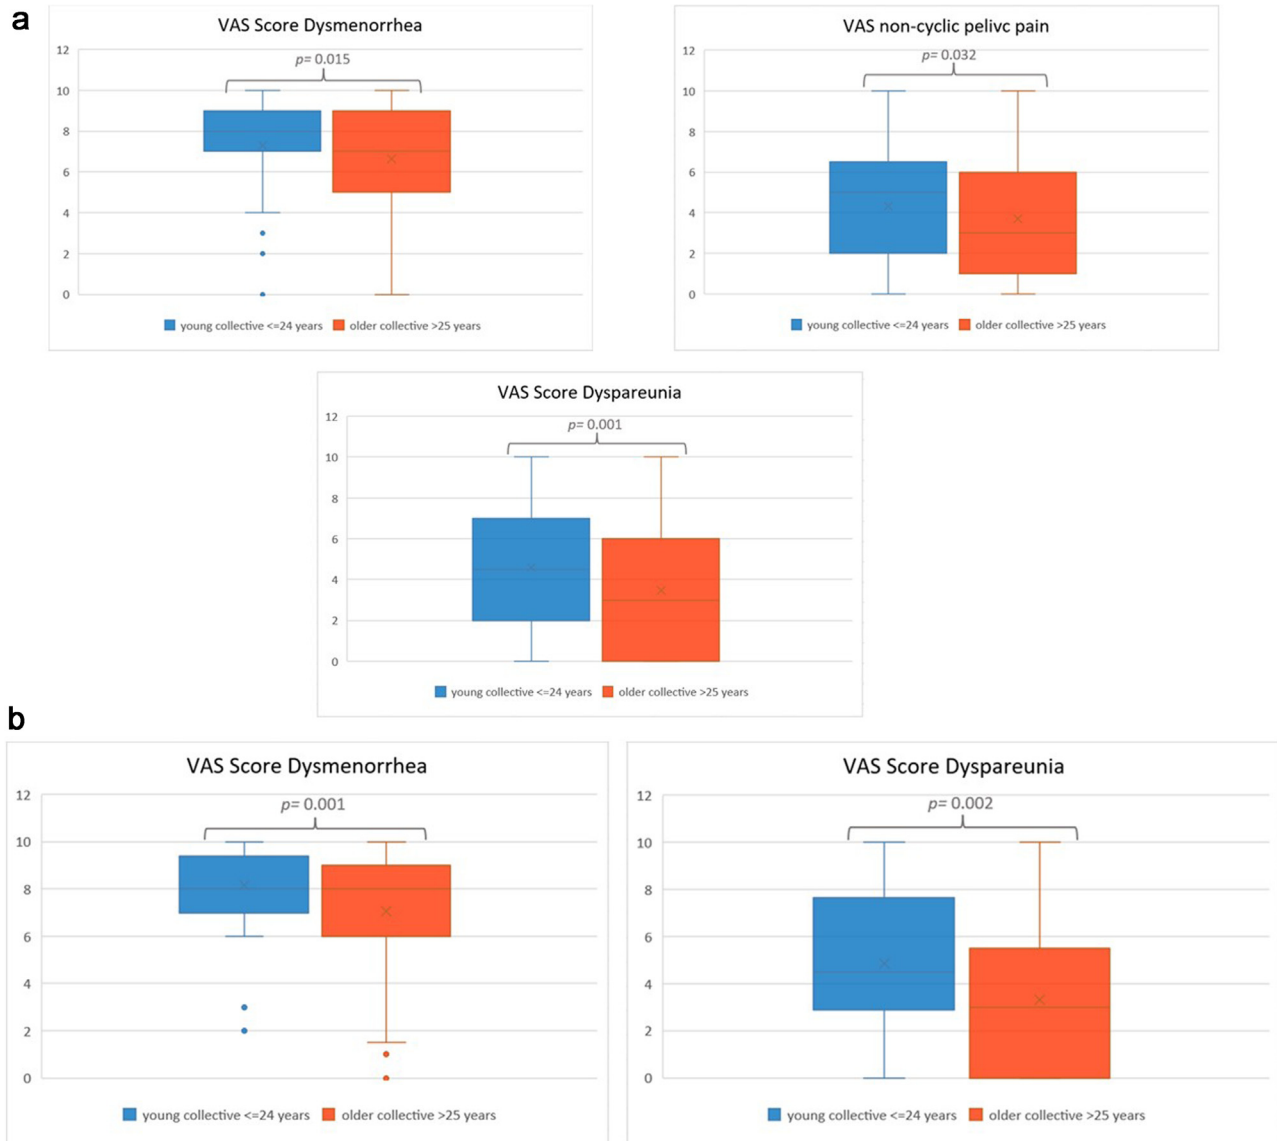 a
VAS Score Dysmenorrhea
p= 0.015
12
10
8
6
4
2
0
young collective <=24 years older collective >25 years
VAS non-cyclic pelivc pain
p= 0.032
12
10
8
6
4
2
0
young collective <=24 years older collective >25 years
VAS Score Dyspareunia
p= 0.001
12
10
8
6
4
2
0
young collective <=24 years older collective >25 years
b
VAS Score Dysmenorrhea
p= 0.001
12
10
8
6
4
2
0
young collective <=24 years older collective >25 years
VAS Score Dyspareunia
p= 0.002
12
10
8
6
4
2
0
young collective <=24 years older collective >25 years